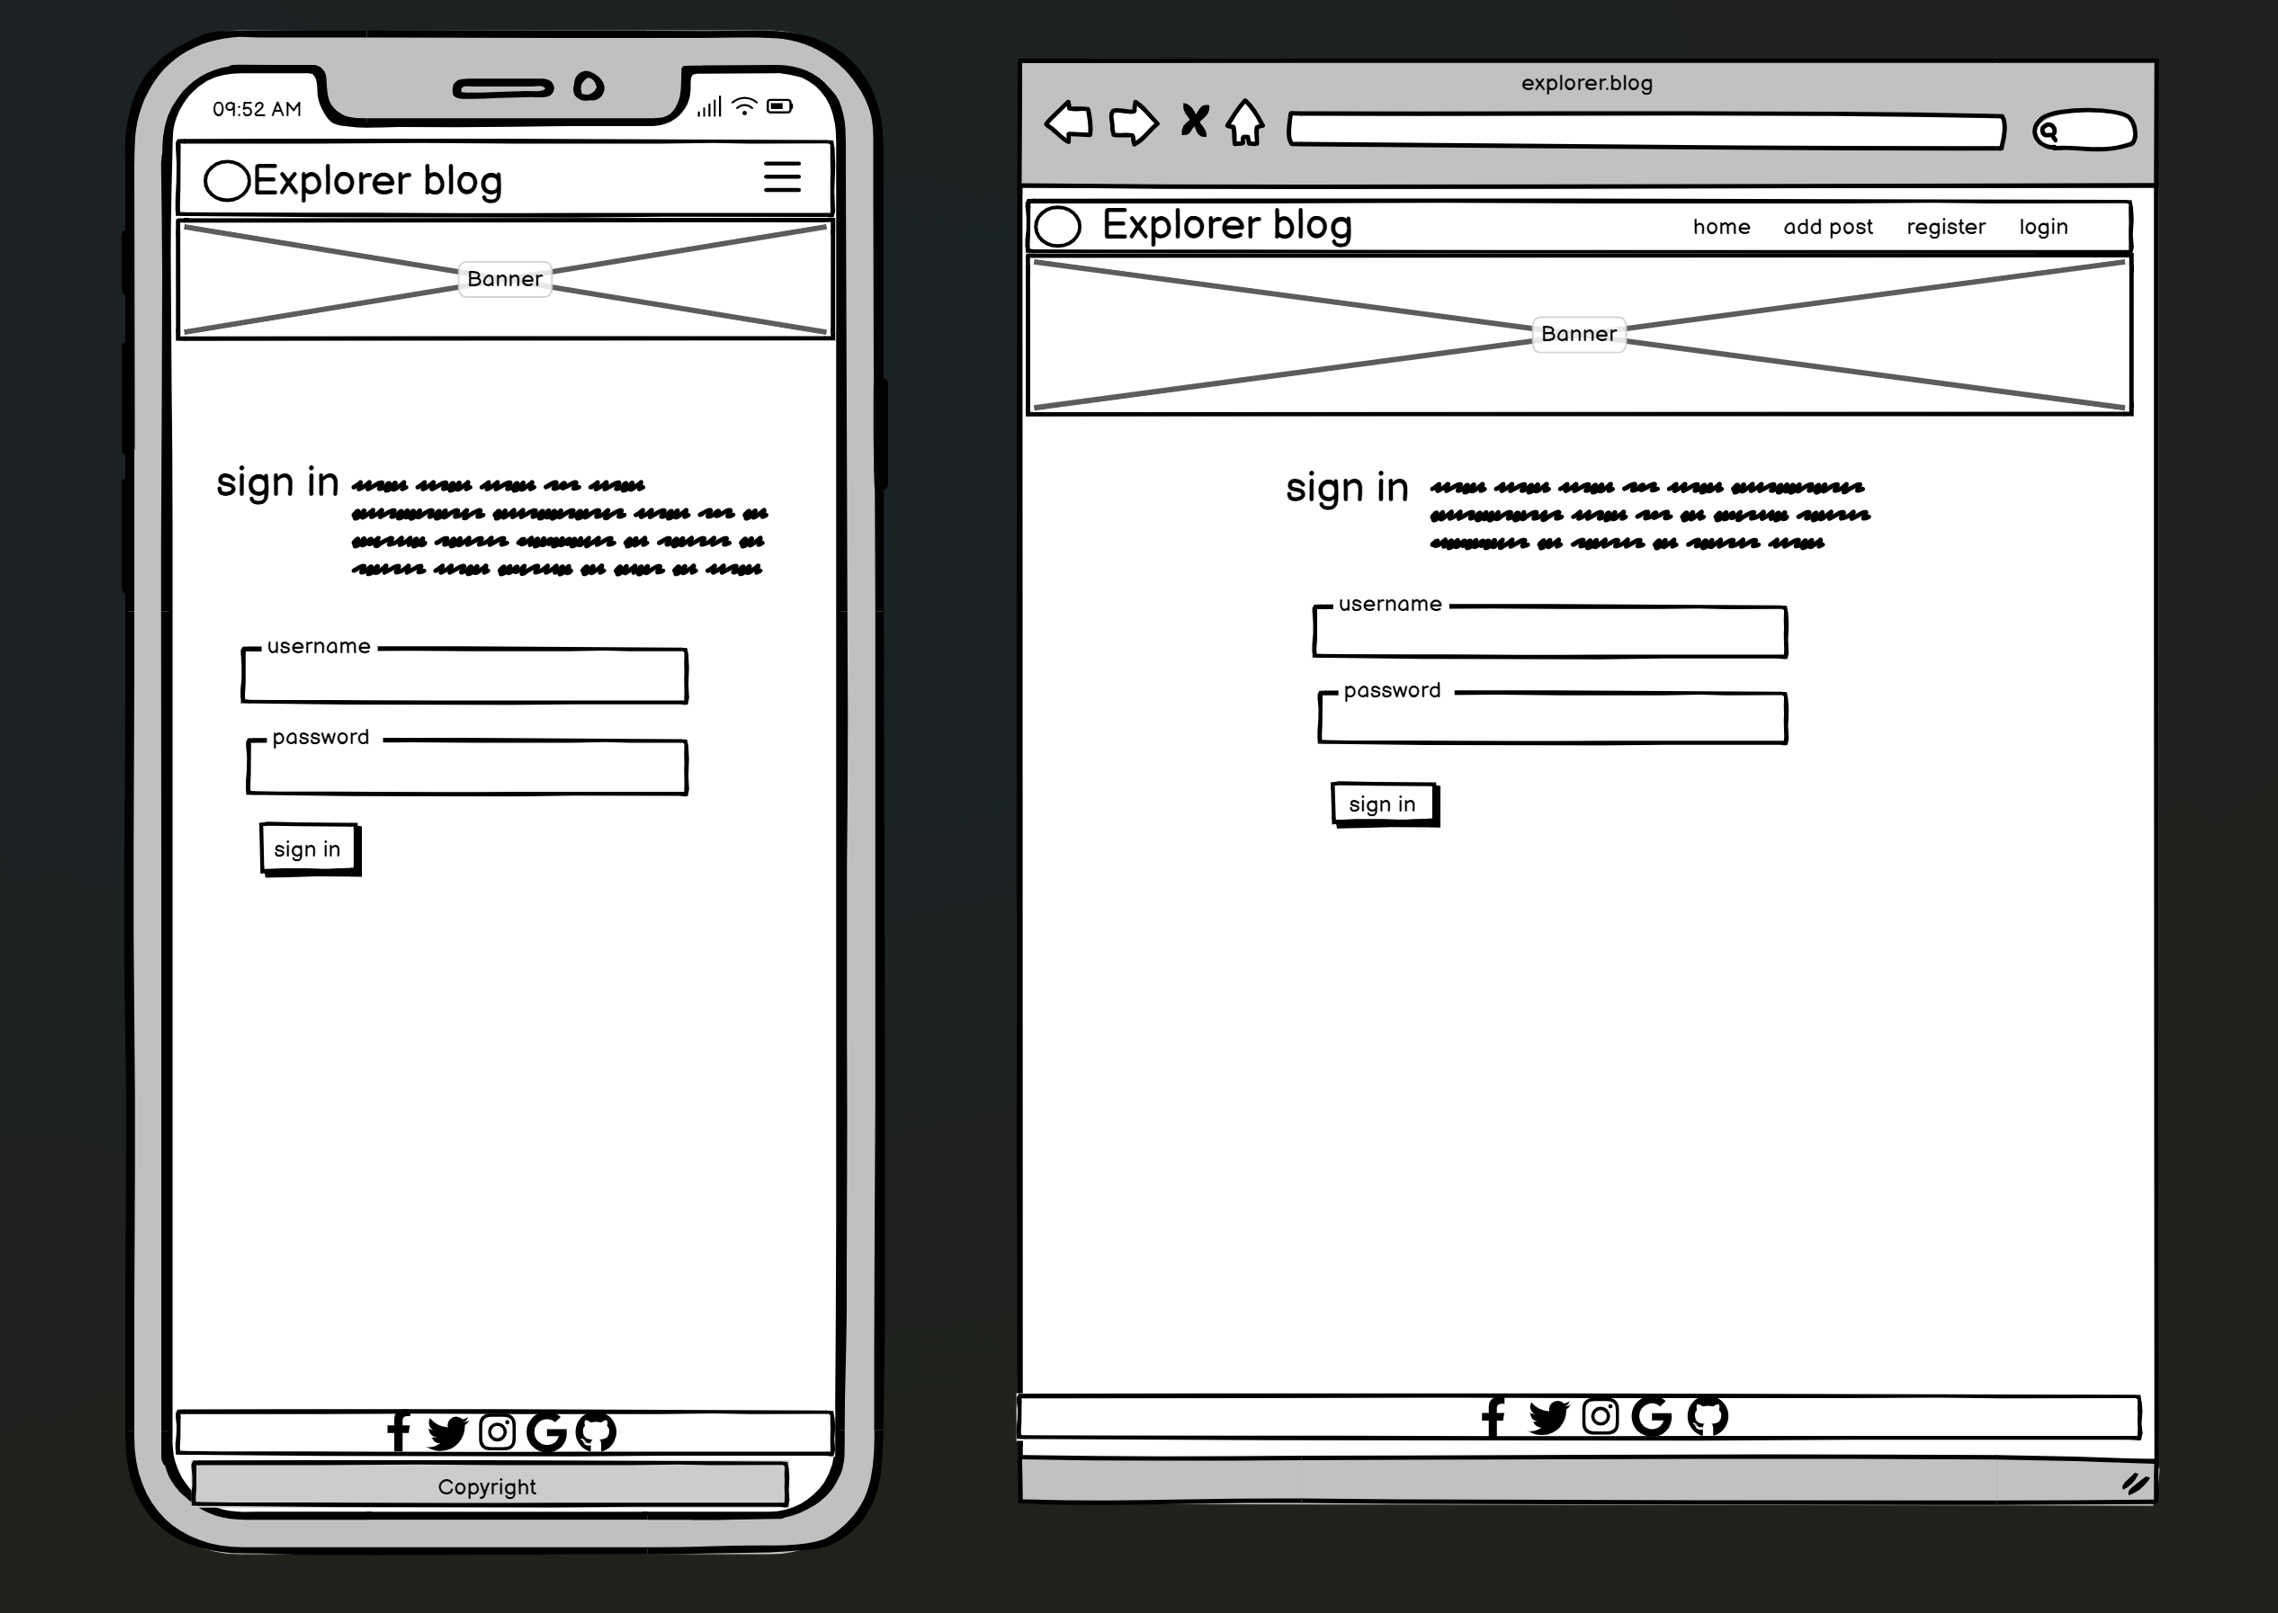 09:52 AM
Explorer blog
Banner
sign in
username
password
sign in
Copyright
explorer.blog
Explorer blog
home add post register login
Banner
sign in
username
password
sign in